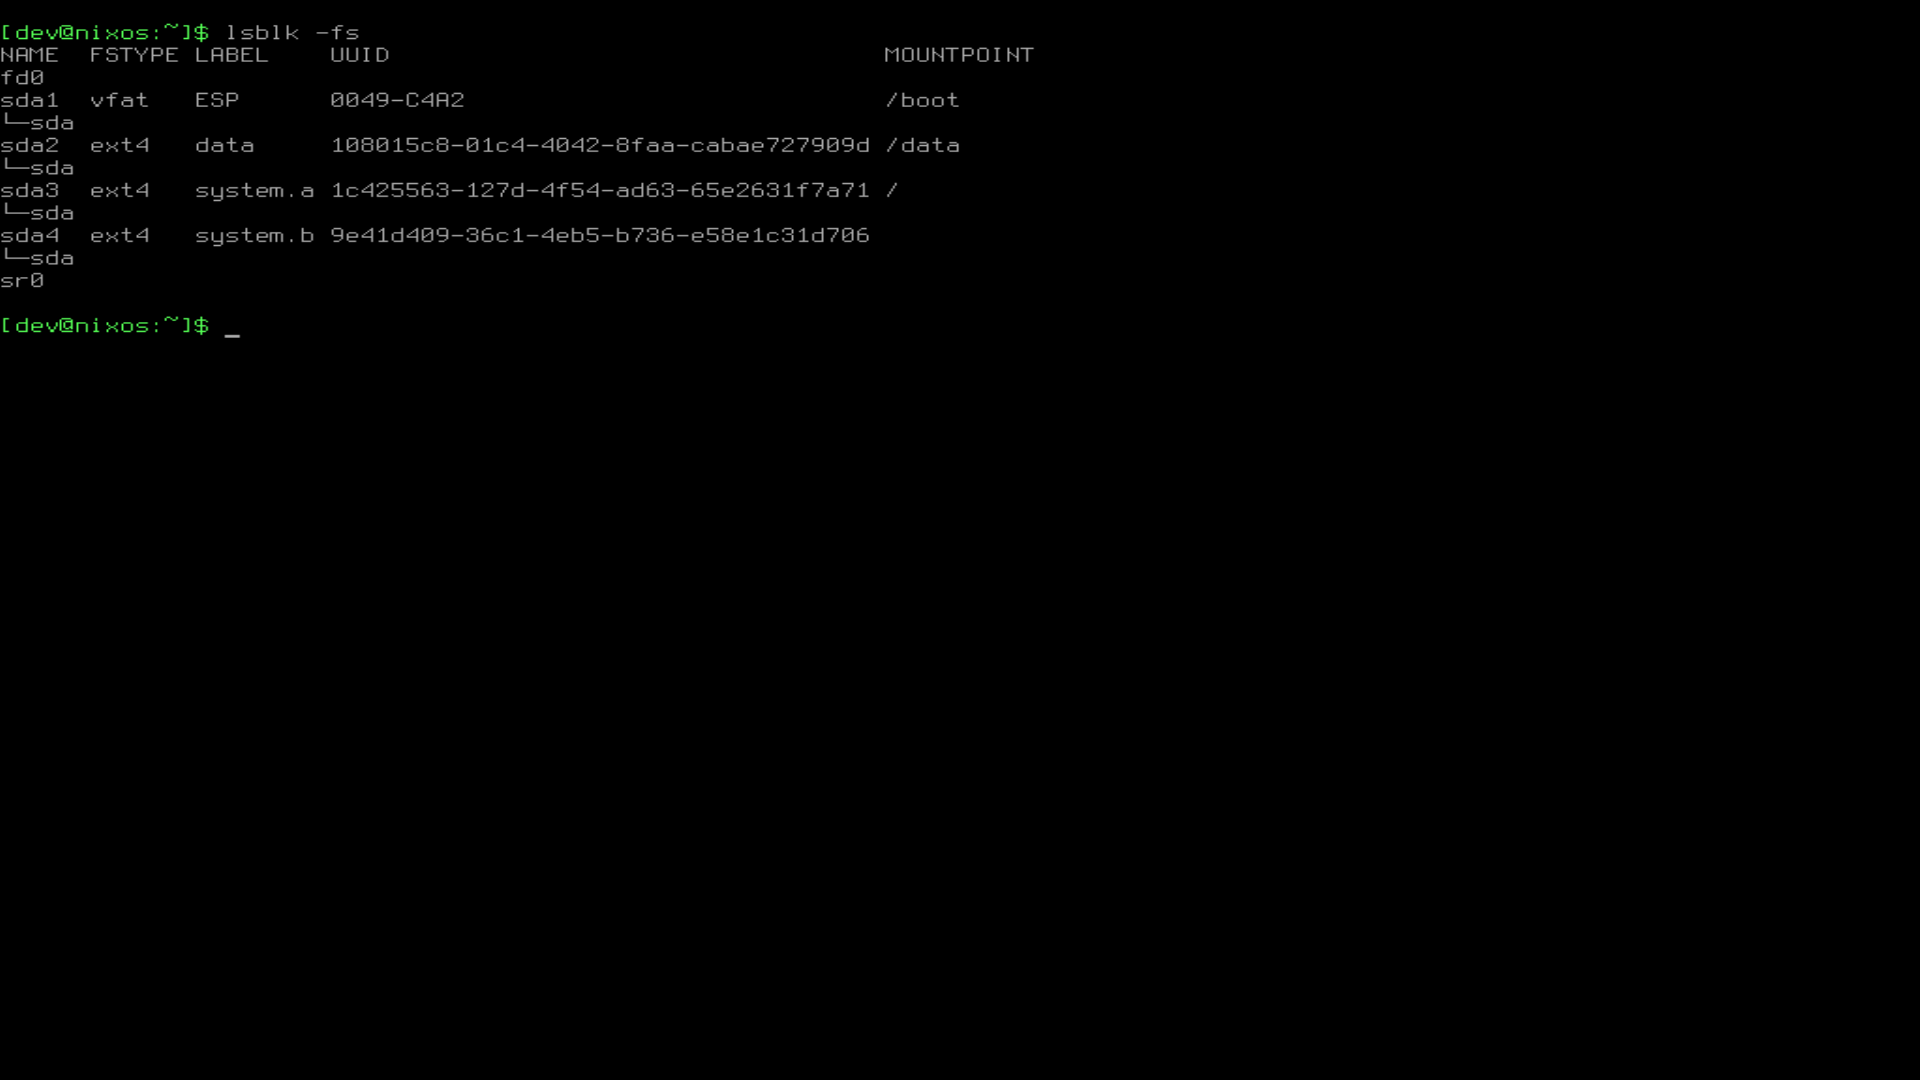 [dev@nixos:~]$ lsblk -fs
NAME  FSTYPE LABEL    UUID                                 MOUNTPOINT
fd0
sda1  vfat   ESP      0049-C4A2                            /boot
└─sda
sda2  ext4   data     108015c8-01c4-4042-8faa-cabae727909d /data
└─sda
sda3  ext4   system.a 1c425563-127d-4f54-ad63-65e2631f7a71 /
└─sda
sda4  ext4   system.b 9e41d409-36c1-4eb5-b736-e58e1c31d706
└─sda
sr0
[dev@nixos:~]$ _